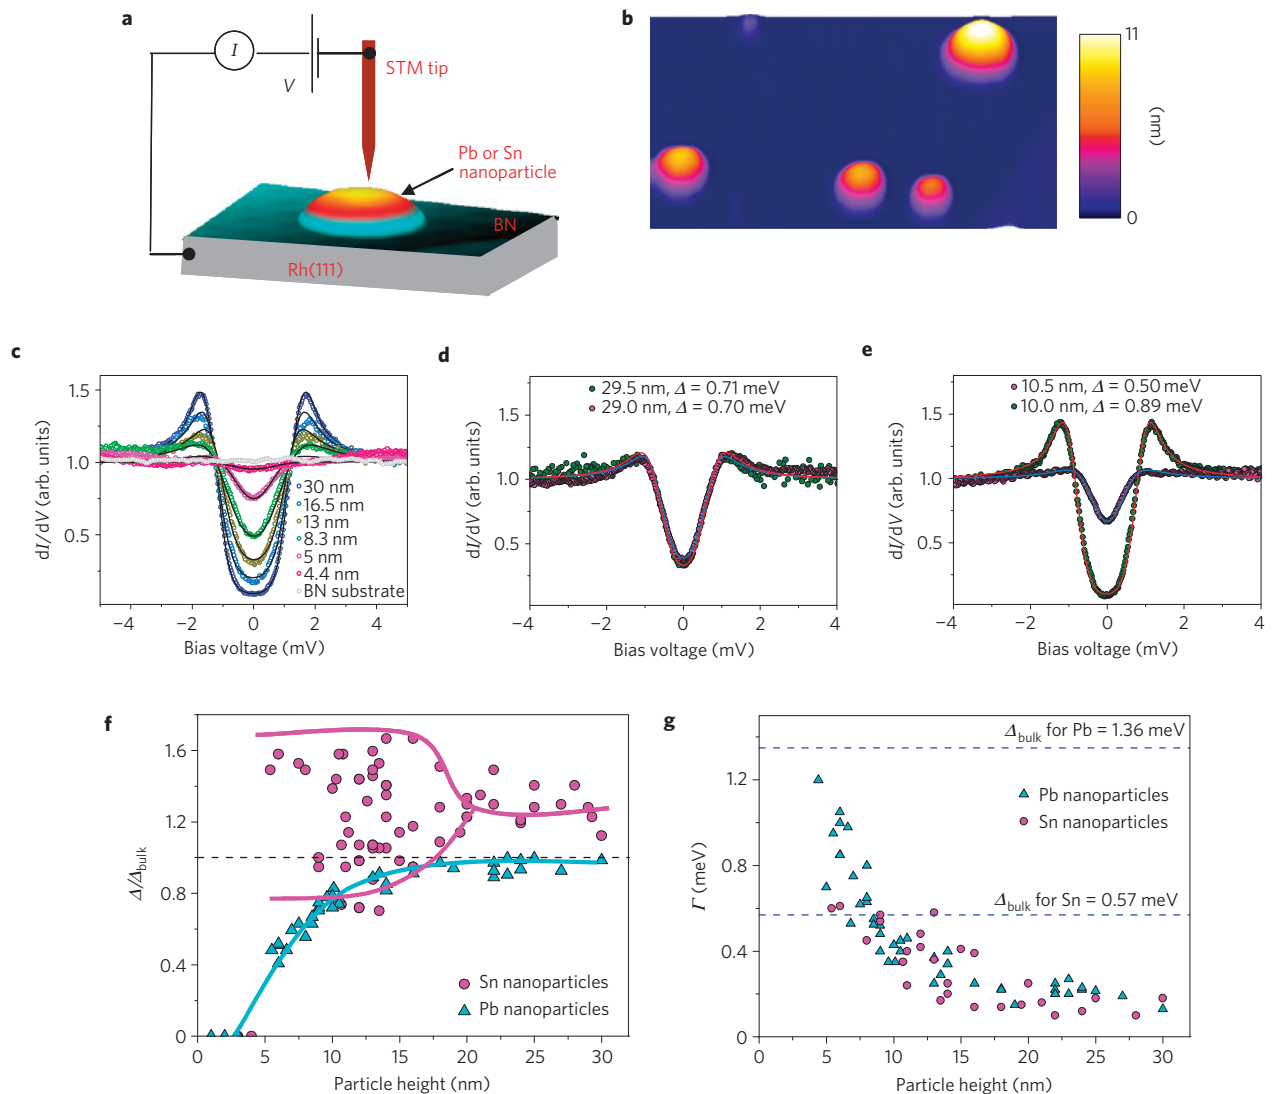 a
I
V
STM tip
Pb or Sn
nanoparticle
BN
Rh(111)
b
11
(nm)
0
c
1.5
1.0
0.5
dI/dV (arb. units)
30 nm
16.5 nm
13 nm
8.3 nm
5 nm
4.4 nm
BN substrate
−4 −2 0 2 4
Bias voltage (mV)
d
29.5 nm, Δ = 0.71 meV
29.0 nm, Δ = 0.70 meV
1.5
1.0
0.5
dI/dV (arb. units)
−4 −2 0 2 4
Bias voltage (mV)
e
10.5 nm, Δ = 0.50 meV
10.0 nm, Δ = 0.89 meV
1.5
1.0
0.5
dI/dV (arb. units)
−4 −2 0 2 4
Bias voltage (mV)
f
1.6
1.2
0.8
0.4
0
Δ/Δbulk
Sn nanoparticles
Pb nanoparticles
0 5 10 15 20 25 30
Particle height (nm)
g
Δbulk for Pb = 1.36 meV
1.2
0.8
0.4
0
Γ (meV)
Pb nanoparticles
Sn nanoparticles
Δbulk for Sn = 0.57 meV
0 5 10 15 20 25 30
Particle height (nm)